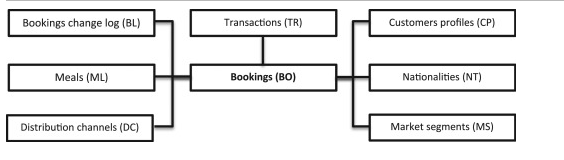 Bookings change log (BL)
Transactions (TR)
Customers profiles (CP)
Meals (ML)
Bookings (BO)
Nationalities (NT)
Distribution channels (DC)
Market segments (MS)